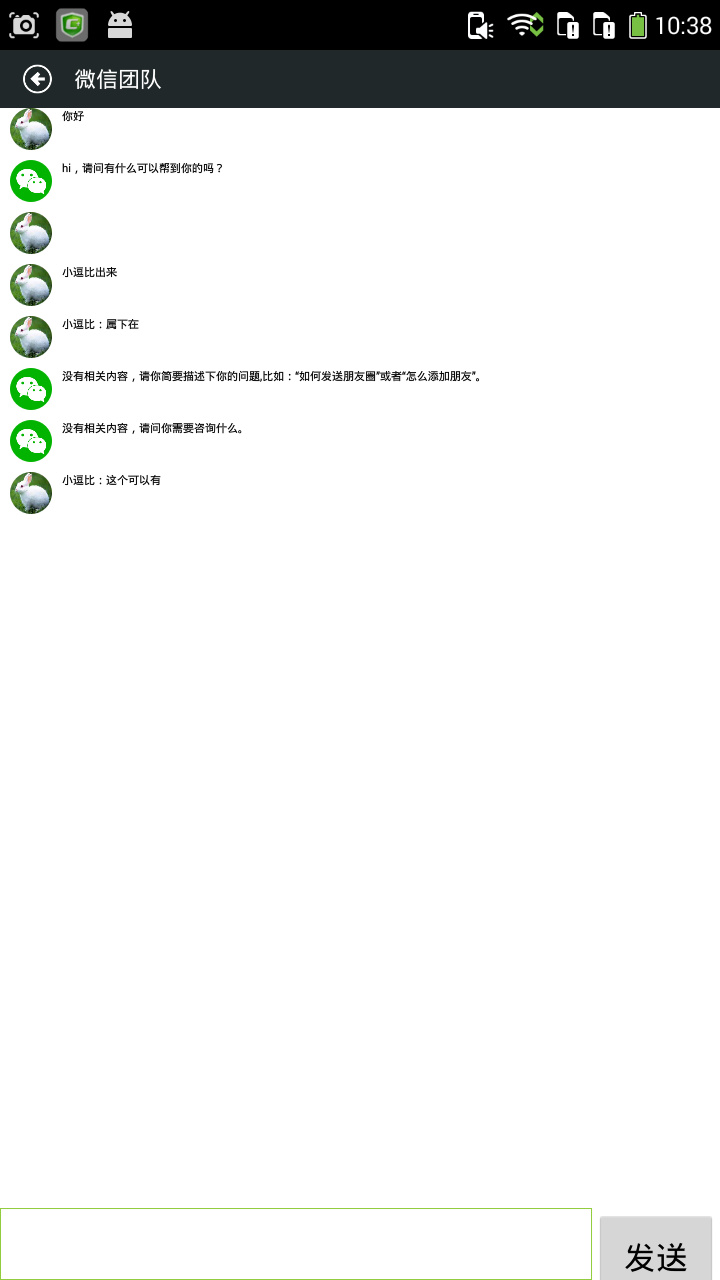 10:38
微信团队
你好
hi，请问有什么可以帮到你的吗？
小逗比出来
小逗比：属下在
没有相关内容，请你简要描述下你的问题,比如：“如何发送朋友圈”或者“怎么添加朋友”。
没有相关内容，请问你需要咨询什么。
小逗比：这个可以有
发送